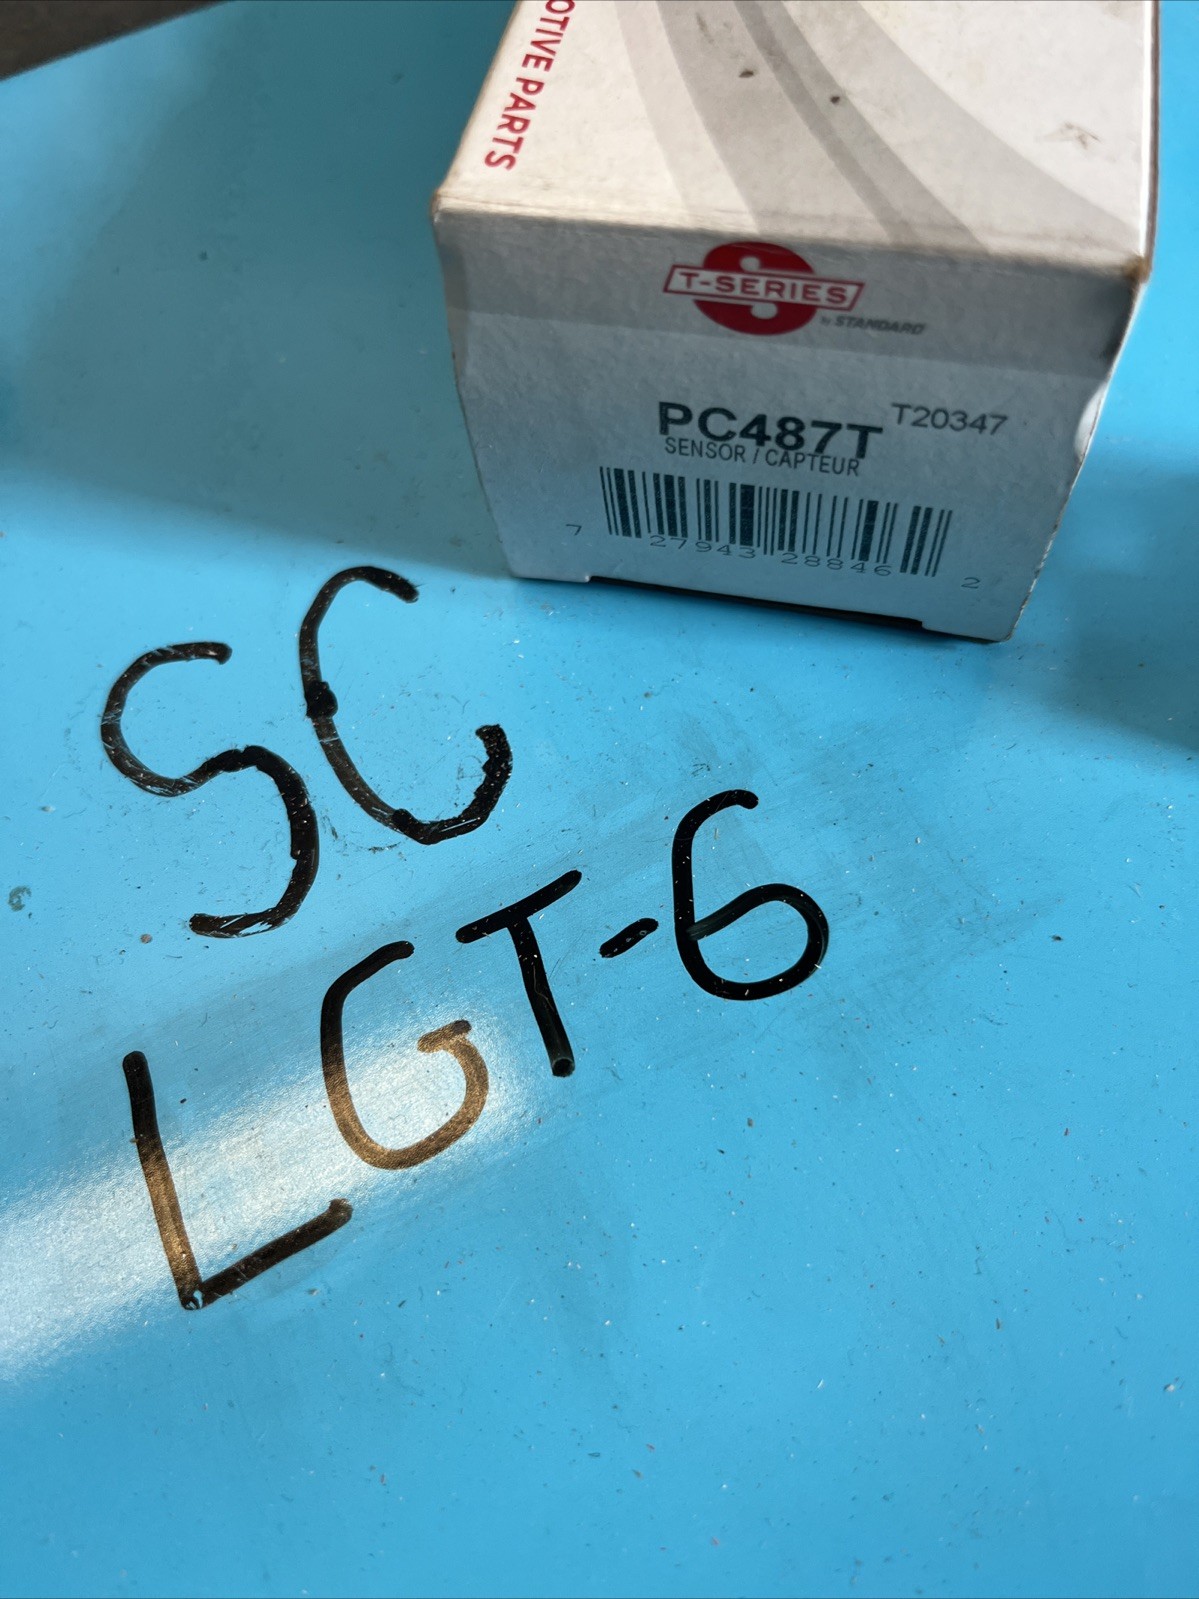 OTIVE PARTS
T-SERIES
by STANDARD
PC487T T20347
SENSOR / CAPTEUR
7 27943 28846 2
SC
LGT-6